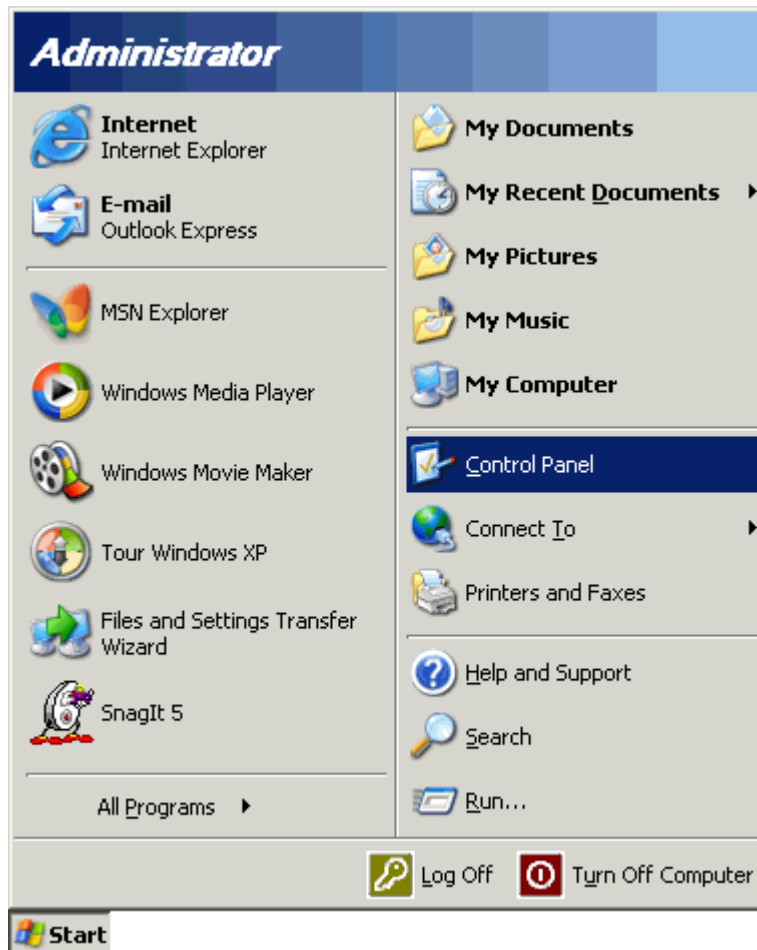 Administrator
Internet
Internet Explorer
E-mail
Outlook Express
MSN Explorer
Windows Media Player
Windows Movie Maker
Tour Windows XP
Files and Settings Transfer
Wizard
SnagIt 5
All Programs
My Documents
My Recent Documents
My Pictures
My Music
My Computer
Control Panel
Connect To
Printers and Faxes
Help and Support
Search
Run...
Log Off
Turn Off Computer
Start